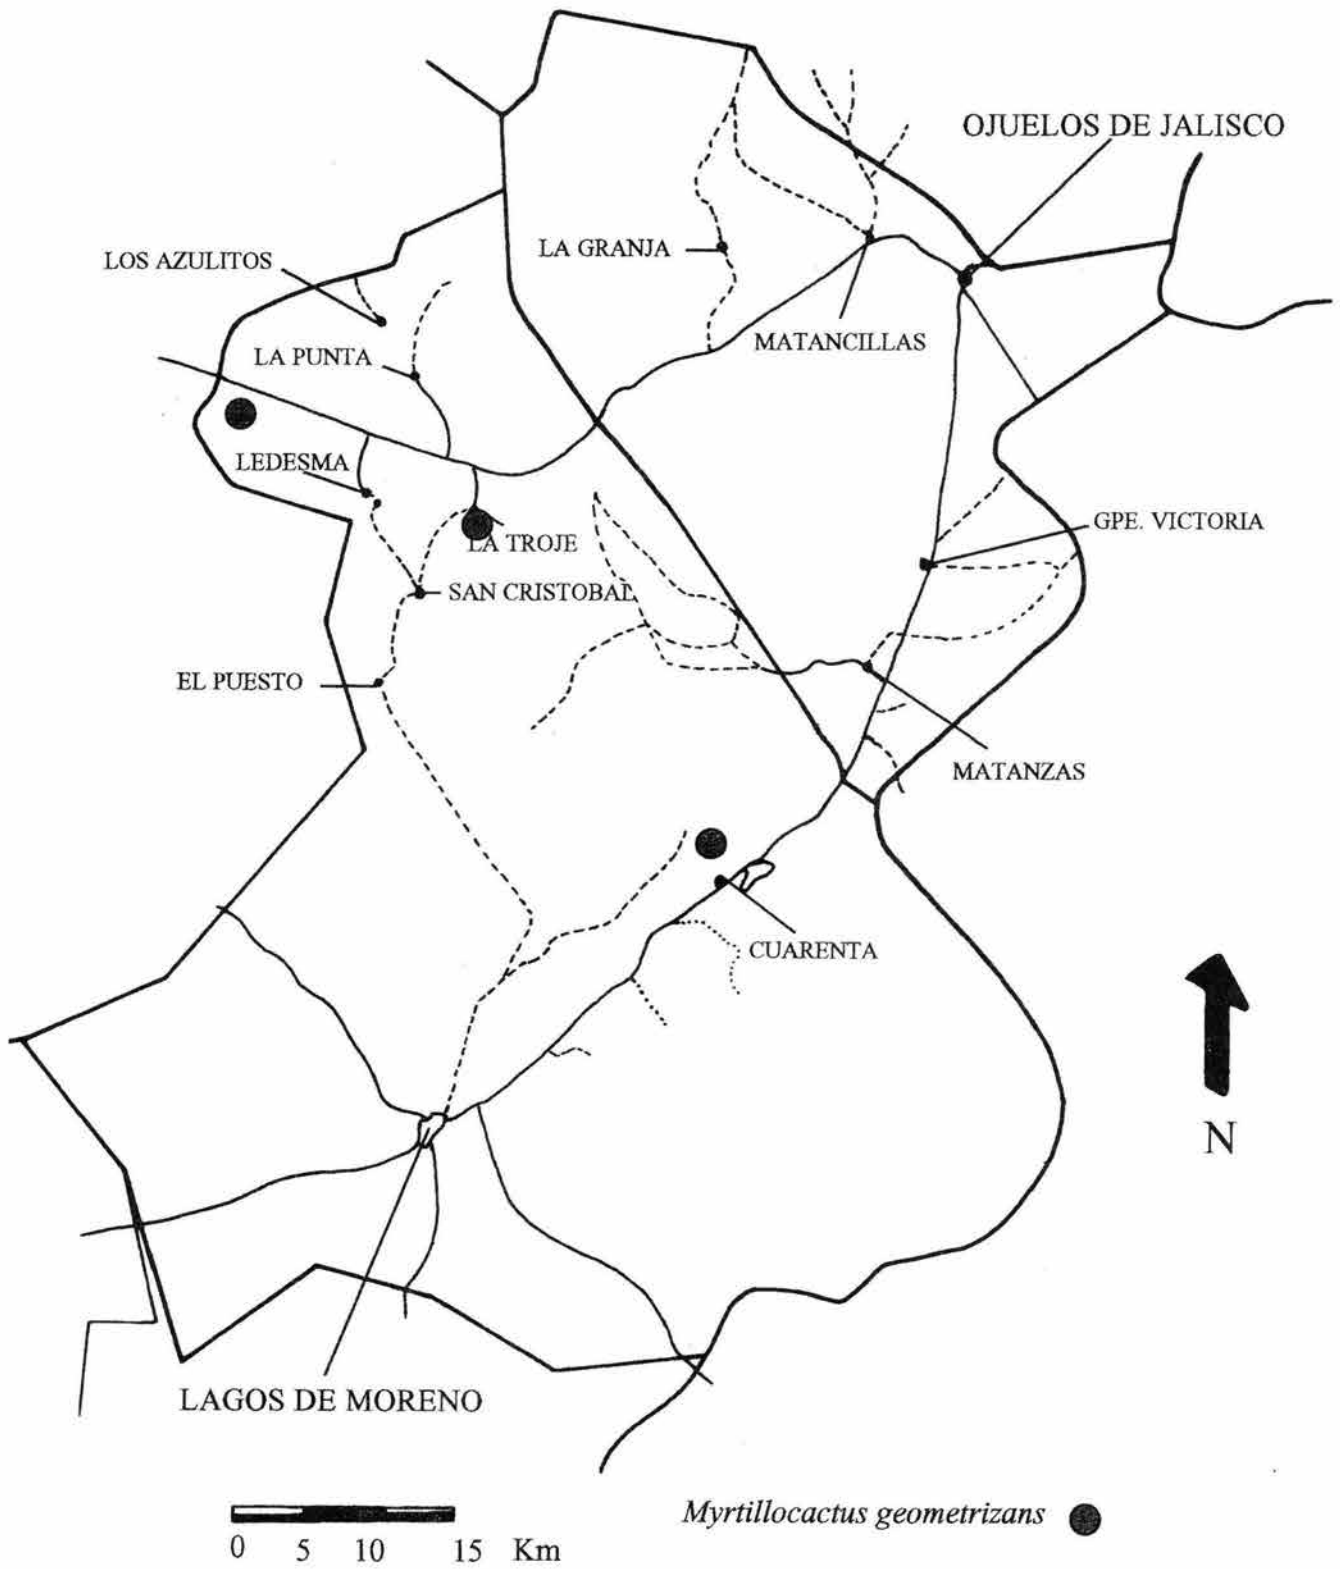 OJUELOS DE JALISCO
LA GRANJA
LOS AZULITOS
MATANCILLAS
LA PUNTA
LEDESMA
GPE. VICTORIA
LA TROJE
SAN CRISTOBAL
EL PUESTO
MATANZAS
CUARENTA
N
LAGOS DE MORENO
Myrtillocactus geometrizans
0 5 10 15 Km